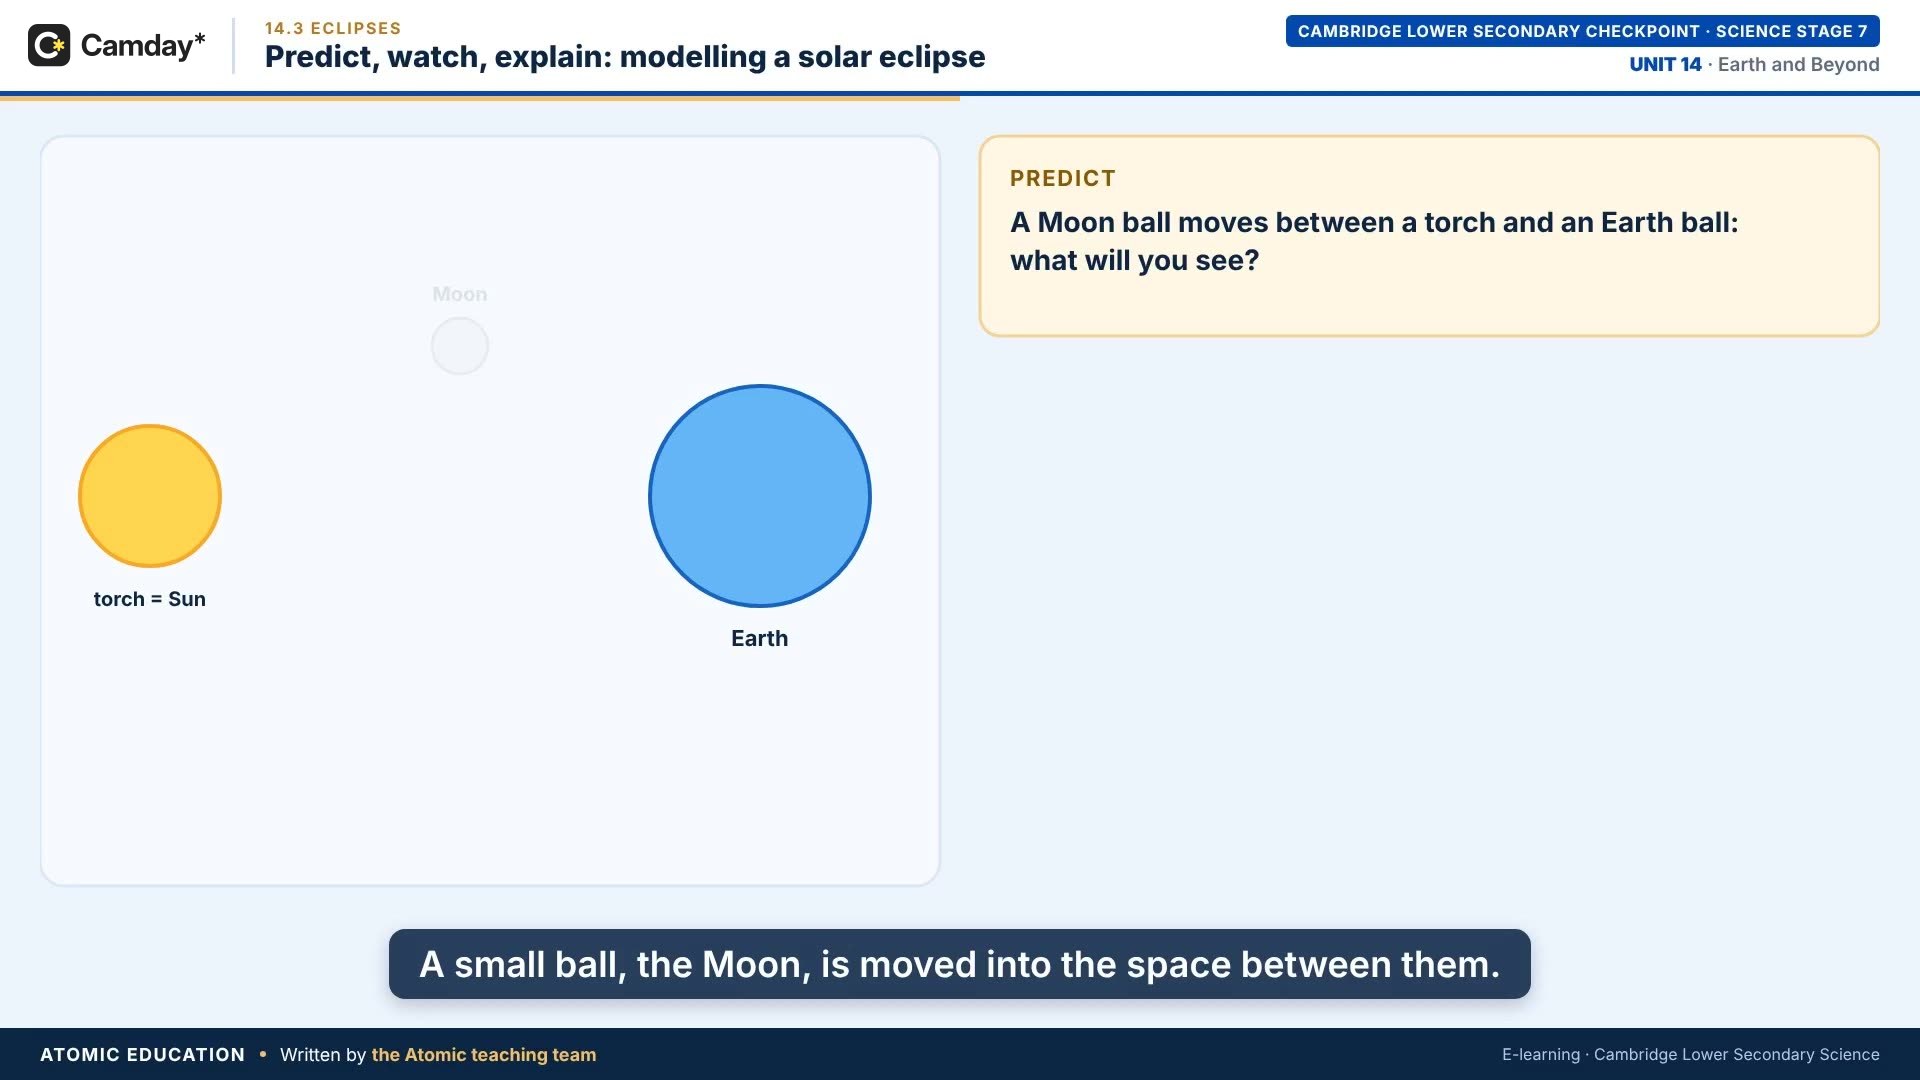 Camday*
14.3 ECLIPSES
Predict, watch, explain: modelling a solar eclipse
CAMBRIDGE LOWER SECONDARY CHECKPOINT · SCIENCE STAGE 7
UNIT 14 · Earth and Beyond
Moon
torch = Sun
Earth
PREDICT
A Moon ball moves between a torch and an Earth ball:
what will you see?
A small ball, the Moon, is moved into the space between them.
ATOMIC EDUCATION • Written by the Atomic teaching team
E-learning · Cambridge Lower Secondary Science